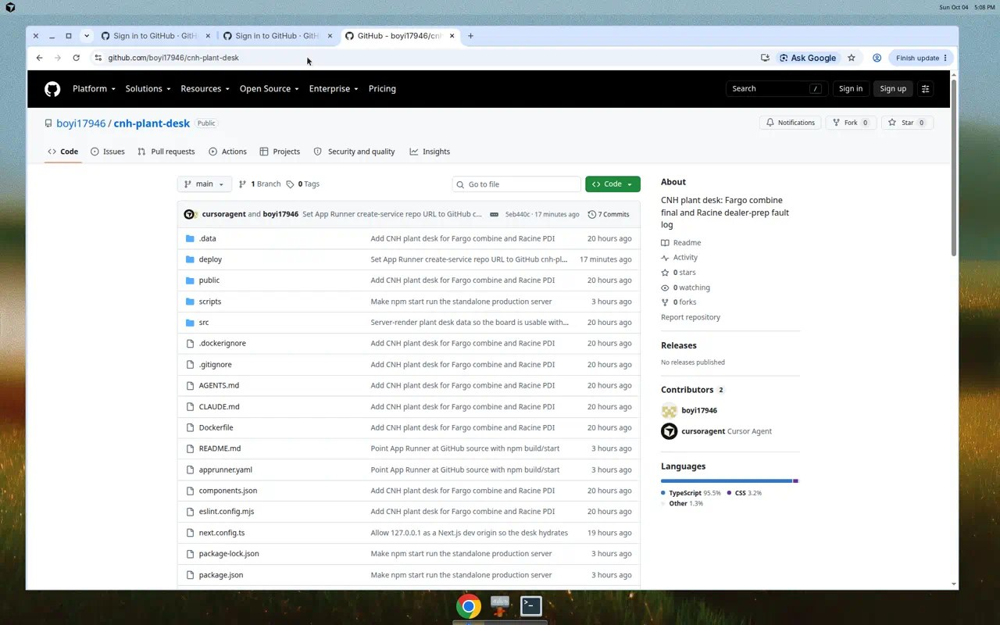 Sun Oct 04 5:08 PM
Sign in to GitHub · GitH
Sign in to GitHub · GitH
GitHub - boyi17946/cnh
github.com/boyi17946/cnh-plant-desk
Ask Google
Finish update
Platform
Solutions
Resources
Open Source
Enterprise
Pricing
Search
/
Sign in
Sign up
boyi17946 / cnh-plant-desk
Public
Notifications
Fork 0
Star 0
Code
Issues
Pull requests
Actions
Projects
Security and quality
Insights
main
1 Branch
0 Tags
Go to file
Code
cursoragent and boyi17946 Set App Runner create-service repo URL to GitHub c... 5eb440c · 17 minutes ago 7 Commits
.data Add CNH plant desk for Fargo combine and Racine PDI 20 hours ago
deploy Set App Runner create-service repo URL to GitHub cnh-pl... 17 minutes ago
public Add CNH plant desk for Fargo combine and Racine PDI 20 hours ago
scripts Make npm start run the standalone production server 3 hours ago
src Server-render plant desk data so the board is usable with... 20 hours ago
.dockerignore Add CNH plant desk for Fargo combine and Racine PDI 20 hours ago
.gitignore Add CNH plant desk for Fargo combine and Racine PDI 20 hours ago
AGENTS.md Add CNH plant desk for Fargo combine and Racine PDI 20 hours ago
CLAUDE.md Add CNH plant desk for Fargo combine and Racine PDI 20 hours ago
Dockerfile Add CNH plant desk for Fargo combine and Racine PDI 20 hours ago
README.md Point App Runner at GitHub source with npm build/start 3 hours ago
apprunner.yaml Point App Runner at GitHub source with npm build/start 3 hours ago
components.json Add CNH plant desk for Fargo combine and Racine PDI 20 hours ago
eslint.config.mjs Add CNH plant desk for Fargo combine and Racine PDI 20 hours ago
next.config.ts Allow 127.0.0.1 as a Next.js dev origin so the desk hydrates 19 hours ago
package-lock.json Make npm start run the standalone production server 3 hours ago
package.json Make npm start run the standalone production server 3 hours ago
About
CNH plant desk: Fargo combine
final and Racine dealer-prep fault
log
Readme
Activity
0 stars
0 watching
0 forks
Report repository
Releases
No releases published
Contributors 2
boyi17946
cursoragent Cursor Agent
Languages
TypeScript 95.5% CSS 3.2%
Other 1.3%